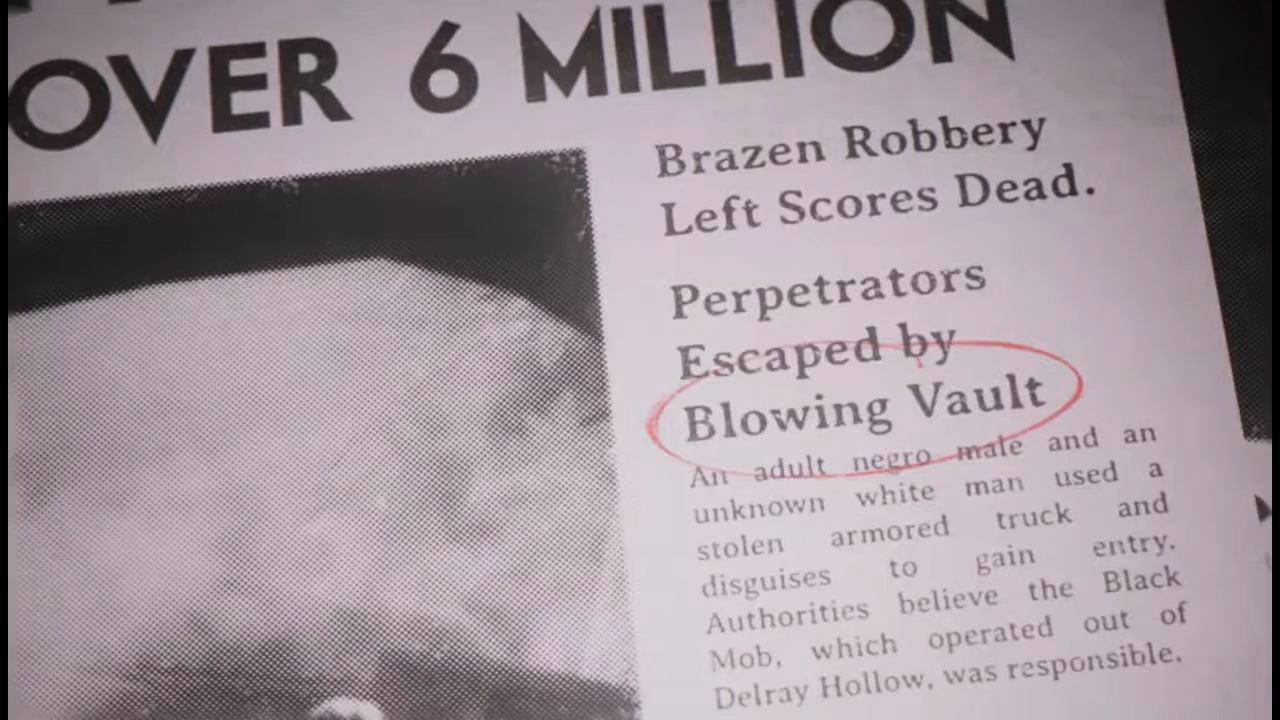 OVER 6 MILLION
Brazen Robbery
Left Scores Dead.
Perpetrators
Escaped by
Blowing Vault
An adult negro male and an
unknown white man used a
stolen armored truck and
disguises to gain entry.
Authorities believe the Black
Mob, which operated out of
Delray Hollow, was responsible.